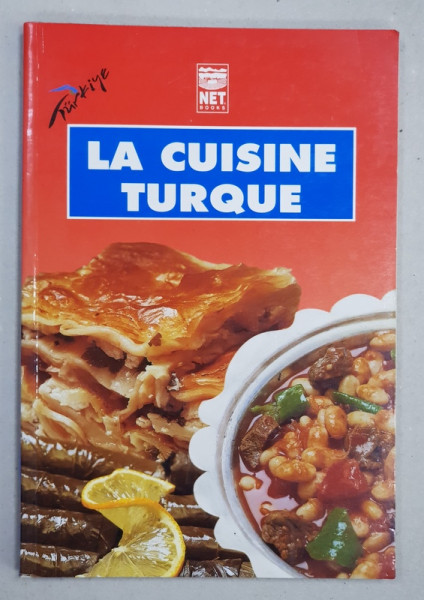 Türkiye
NET
BOOKS
LA CUISINE
TURQUE